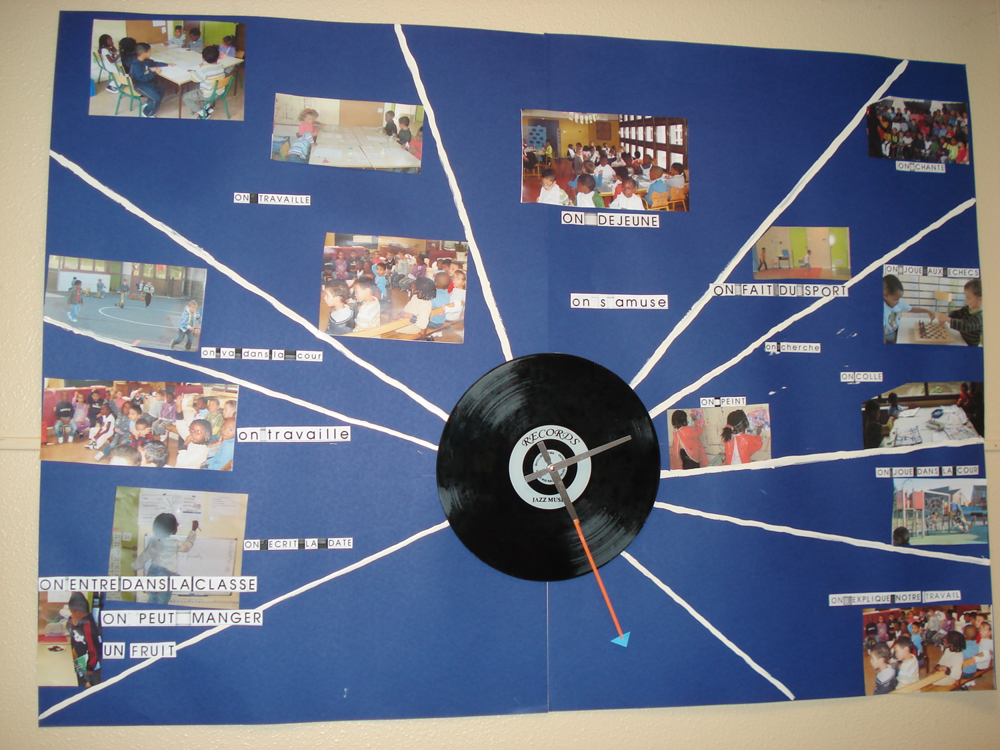 ON TRAVAILLE
ON DEJEUNE
ON CHANTE
on s amuse
ON FAIT DU SPORT
ON JOUE AUX ECHECS
on va dans la cour
on cherche
ON COLLE
ON PEINT
on travaille
RECORDS
JAZZ MUSIC
ON JOUE DANS LA COUR
ON ECRIT LA DATE
ON ENTRE DANS LA CLASSE
ON PEUT MANGER
UN FRUIT
ON EXPLIQUE NOTRE TRAVAIL